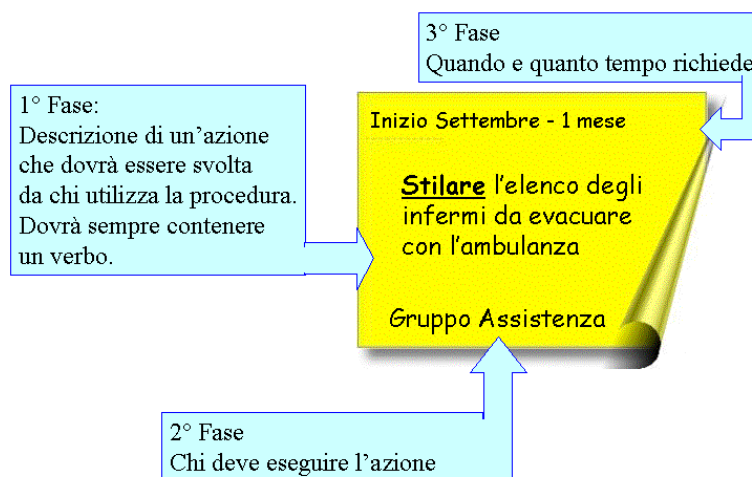 3° Fase
Quando e quanto tempo richiede
1° Fase:
Descrizione di un'azione
che dovrà essere svolta
da chi utilizza la procedura.
Dovrà sempre contenere
un verbo.
Inizio Settembre - 1 mese
Stilare l'elenco degli
infermi da evacuare
con l'ambulanza
Gruppo Assistenza
2° Fase
Chi deve eseguire l'azione